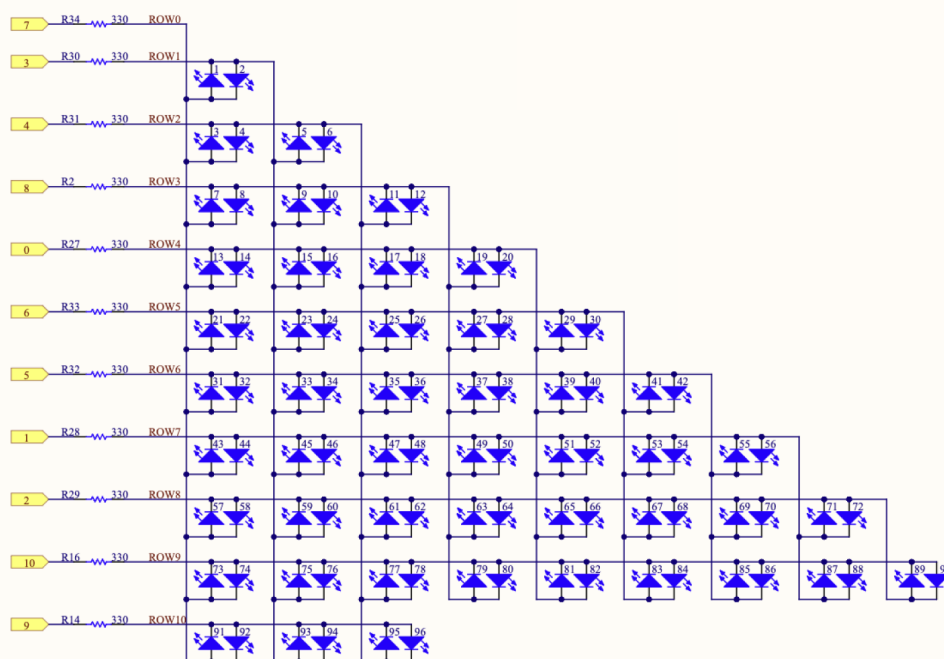 7 R34 330 ROW0
3 R30 330 ROW1
1 2
4 R31 330 ROW2
3 4 5 6
8 R2 330 ROW3
7 8 9 10 11 12
0 R27 330 ROW4
13 14 15 16 17 18 19 20
6 R33 330 ROW5
21 22 23 24 25 26 27 28 29 30
5 R32 330 ROW6
31 32 33 34 35 36 37 38 39 40 41 42
1 R28 330 ROW7
43 44 45 46 47 48 49 50 51 52 53 54 55 56
2 R29 330 ROW8
57 58 59 60 61 62 63 64 65 66 67 68 69 70 71 72
10 R16 330 ROW9
73 74 75 76 77 78 79 80 81 82 83 84 85 86 87 88 89
9 R14 330 ROW10
91 92 93 94 95 96